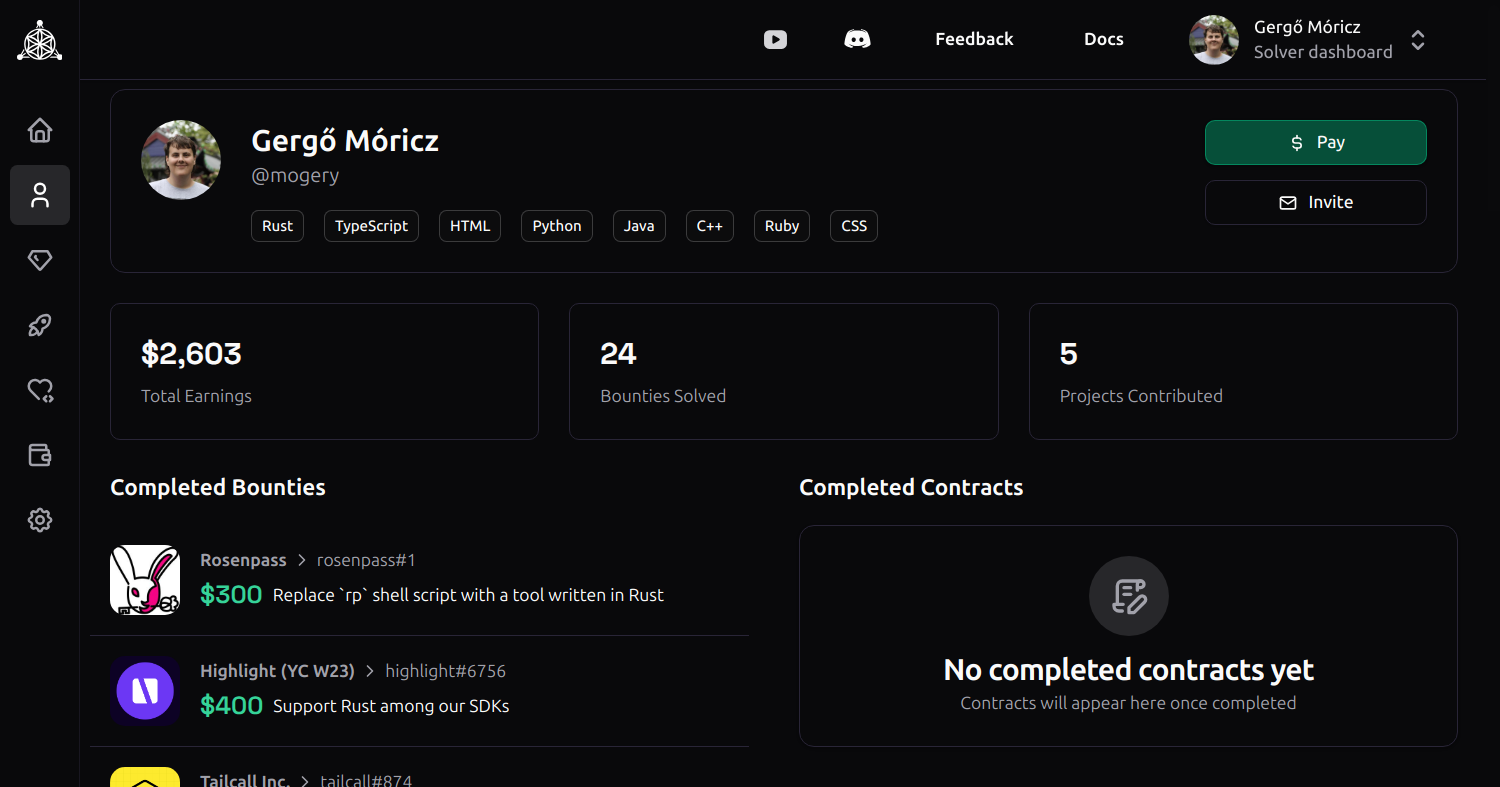 Feedback
Docs
Gergő Móricz
Solver dashboard
Gergő Móricz
@mogery
Rust
TypeScript
HTML
Python
Java
C++
Ruby
CSS
Pay
Invite
$2,603
Total Earnings
24
Bounties Solved
5
Projects Contributed
Completed Bounties
Rosenpass > rosenpass#1
$300 Replace `rp` shell script with a tool written in Rust
Highlight (YC W23) > highlight#6756
$400 Support Rust among our SDKs
Tailcall Inc. > tailcall#874
Completed Contracts
No completed contracts yet
Contracts will appear here once completed